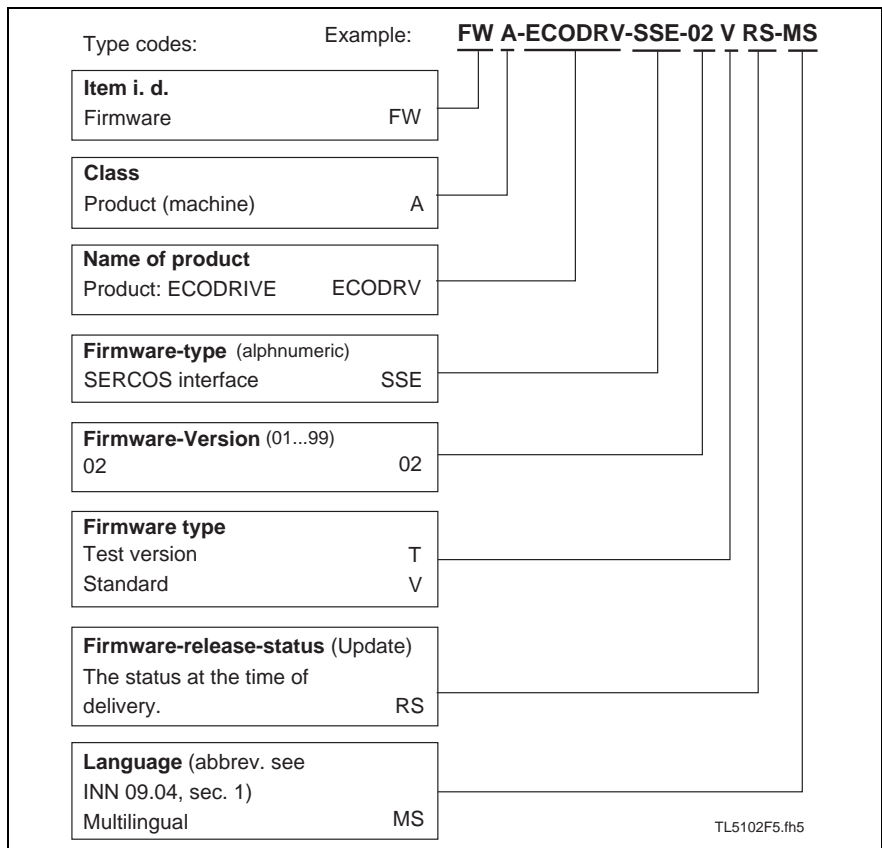 Type codes: Example: FW A-ECODRV-SSE-02 V RS-MS
Item i. d.
Firmware FW
Class
Product (machine) A
Name of product
Product: ECODRIVE ECODRV
Firmware-type (alphnumeric)
SERCOS interface SSE
Firmware-Version (01...99)
02 02
Firmware type
Test version T
Standard V
Firmware-release-status (Update)
The status at the time of
delivery. RS
Language (abbrev. see
INN 09.04, sec. 1)
Multilingual MS
TL5102F5.fh5